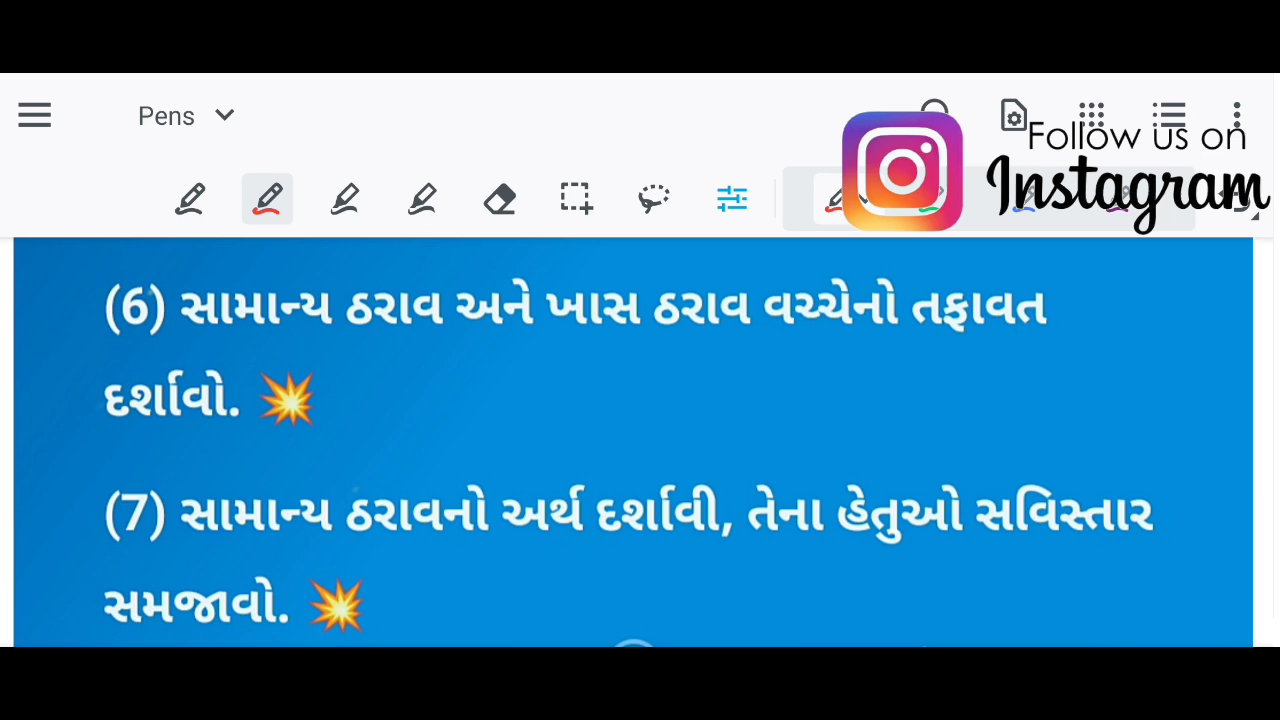 Pens
Follow us on
Instagram
(6) સામાન્ય ઠરાવ અને ખાસ ઠરાવ વચ્ચેનો તફાવત
દર્શાવો. 💥
(7) સામાન્ય ઠરાવનો અર્થ દર્શાવી, તેના હેતુઓ સવિસ્તાર
સમજાવો. 💥